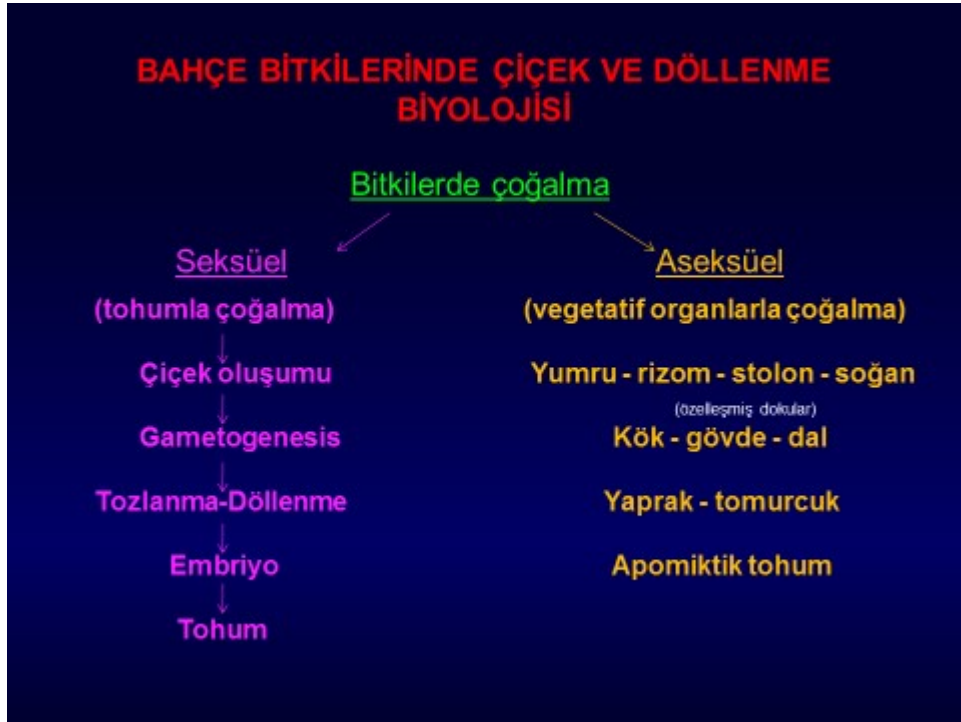 BAHÇE BİTKİLERİNDE ÇİÇEK VE DÖLLENME
BİYOLOJİSİ
Bitkilerde çoğalma
Seksüel
(tohumla çoğalma)
Çiçek oluşumu
Gametogenesis
Tozlanma-Döllenme
Embriyo
Tohum
Aseksüel
(vegetatif organlarla çoğalma)
Yumru - rizom - stolon - soğan
(özelleşmiş dokular)
Kök - gövde - dal
Yaprak - tomurcuk
Apomiktik tohum